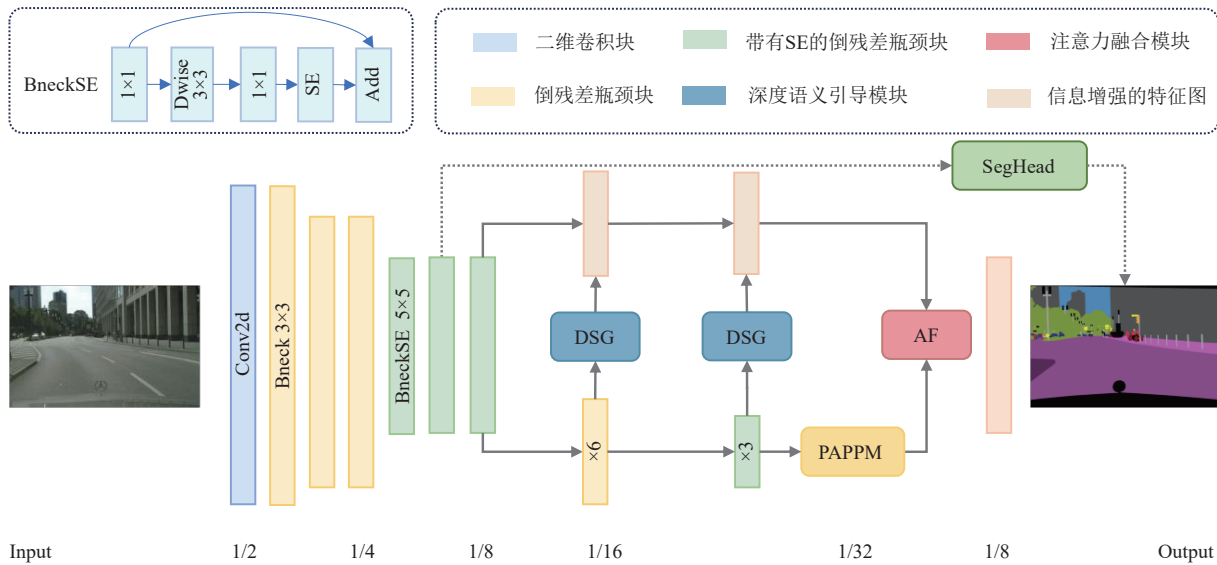 BneckSE
1×1
Dwise
3×3
1×1
SE
Add
二维卷积块
带有SE的倒残差瓶颈块
注意力融合模块
倒残差瓶颈块
深度语义引导模块
信息增强的特征图
SegHead
Conv2d
Bneck 3×3
BneckSE 5×5
DSG
DSG
AF
×6
×3
PAPPM
Input
1/2
1/4
1/8
1/16
1/32
1/8
Output